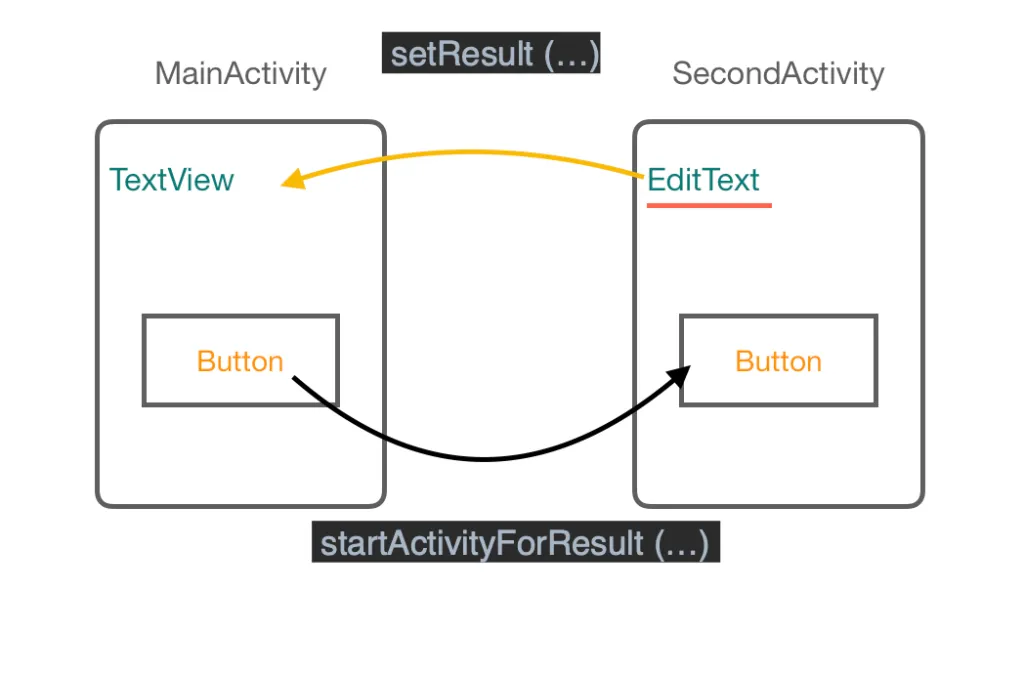 setResult (...)
MainActivity
SecondActivity
TextView
EditText
Button
Button
startActivityForResult (...)